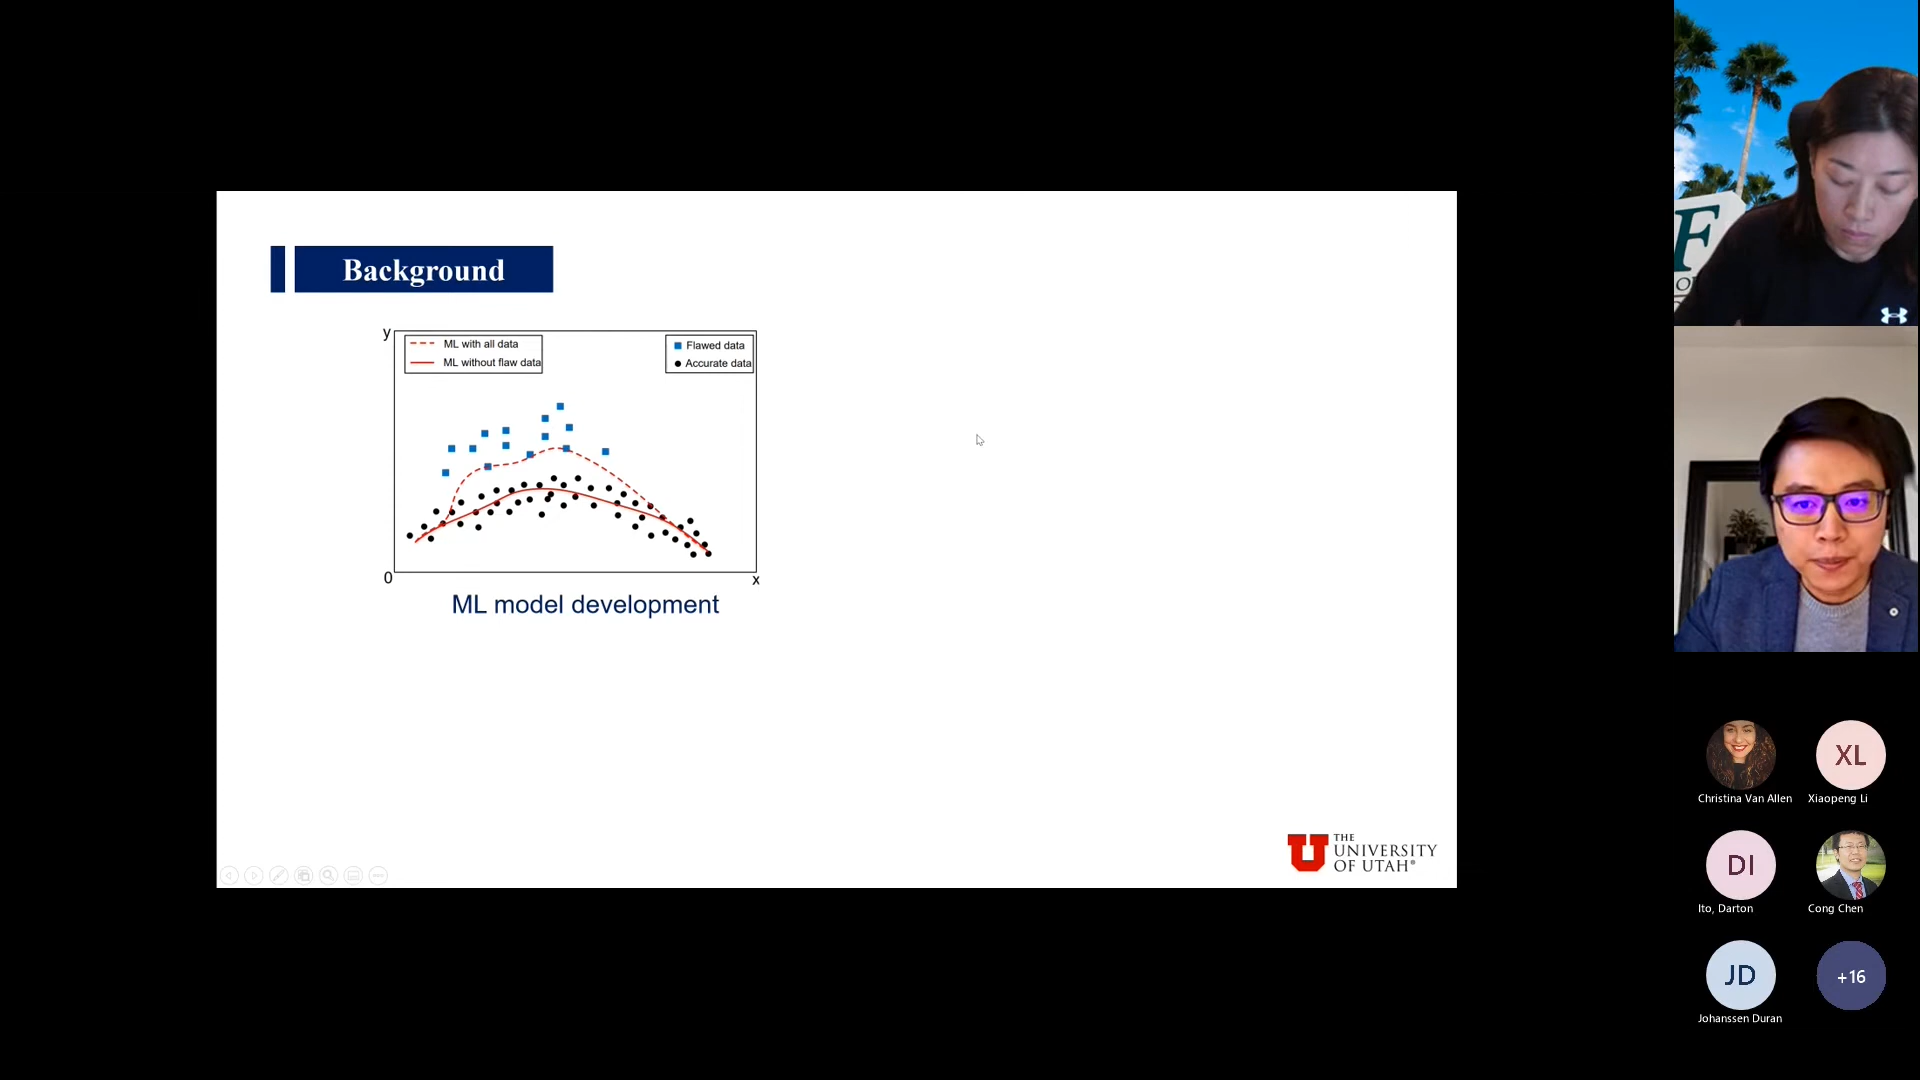 Background
y
ML with all data
ML without flaw data
Flawed data
Accurate data
0
x
ML model development
THE
UNIVERSITY
OF UTAH®
F
Christina Van Allen
XL
Xiaopeng Li
DI
Ito, Darton
Cong Chen
JD
Johanssen Duran
+16